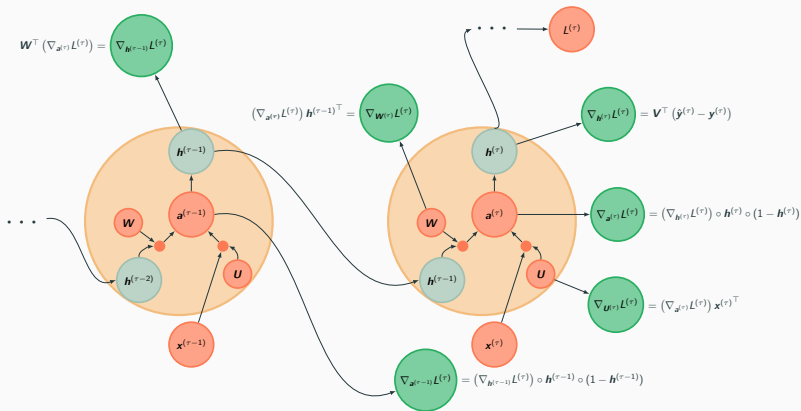 W⊤ (∇a(τ) L(τ)) = ∇h(τ−1) L(τ)
· · ·
L(τ)
(∇a(τ) L(τ)) h(τ−1)⊤ = ∇W(τ) L(τ)
∇h(τ) L(τ) = V⊤ (ŷ(τ) − y(τ))
h(τ−1)
h(τ)
W
a(τ−1)
W
a(τ)
∇a(τ) L(τ) = (∇h(τ) L(τ)) ∘ h(τ) ∘ (1 − h(τ))
· · ·
h(τ−2)
U
h(τ−1)
U
∇U(τ) L(τ) = (∇a(τ) L(τ)) x(τ)⊤
x(τ−1)
x(τ)
∇a(τ−1) L(τ) = (∇h(τ−1) L(τ)) ∘ h(τ−1) ∘ (1 − h(τ−1))